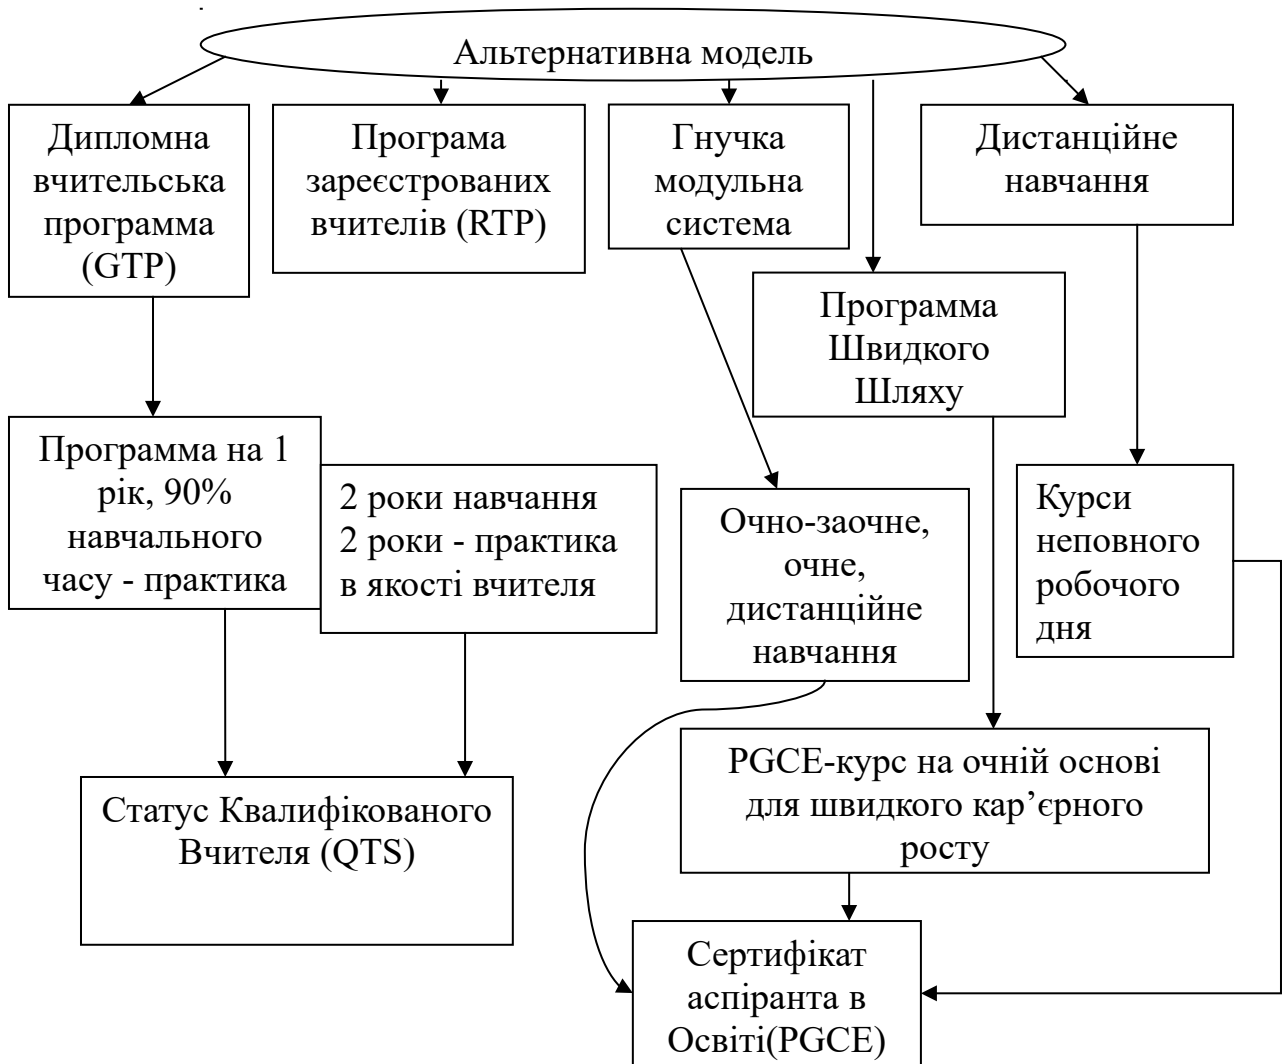 Альтернативна модель
Дипломна
вчительська
программа
(GTP)
Програма
зареєстрованих
вчителів (RTP)
Гнучка
модульна
система
Дистанційне
навчання
Программа
Швидкого
Шляху
Программа на 1
рік, 90%
навчального
часу - практика
2 роки навчання
2 роки - практика
в якості вчителя
Очно-заочне,
очне,
дистанційне
навчання
Курси
неповного
робочого
дня
PGCE-курс на очній основі
для швидкого кар’єрного
росту
Статус Квалифікованого
Вчителя (QTS)
Сертифікат
аспіранта в
Освіті(PGCE)